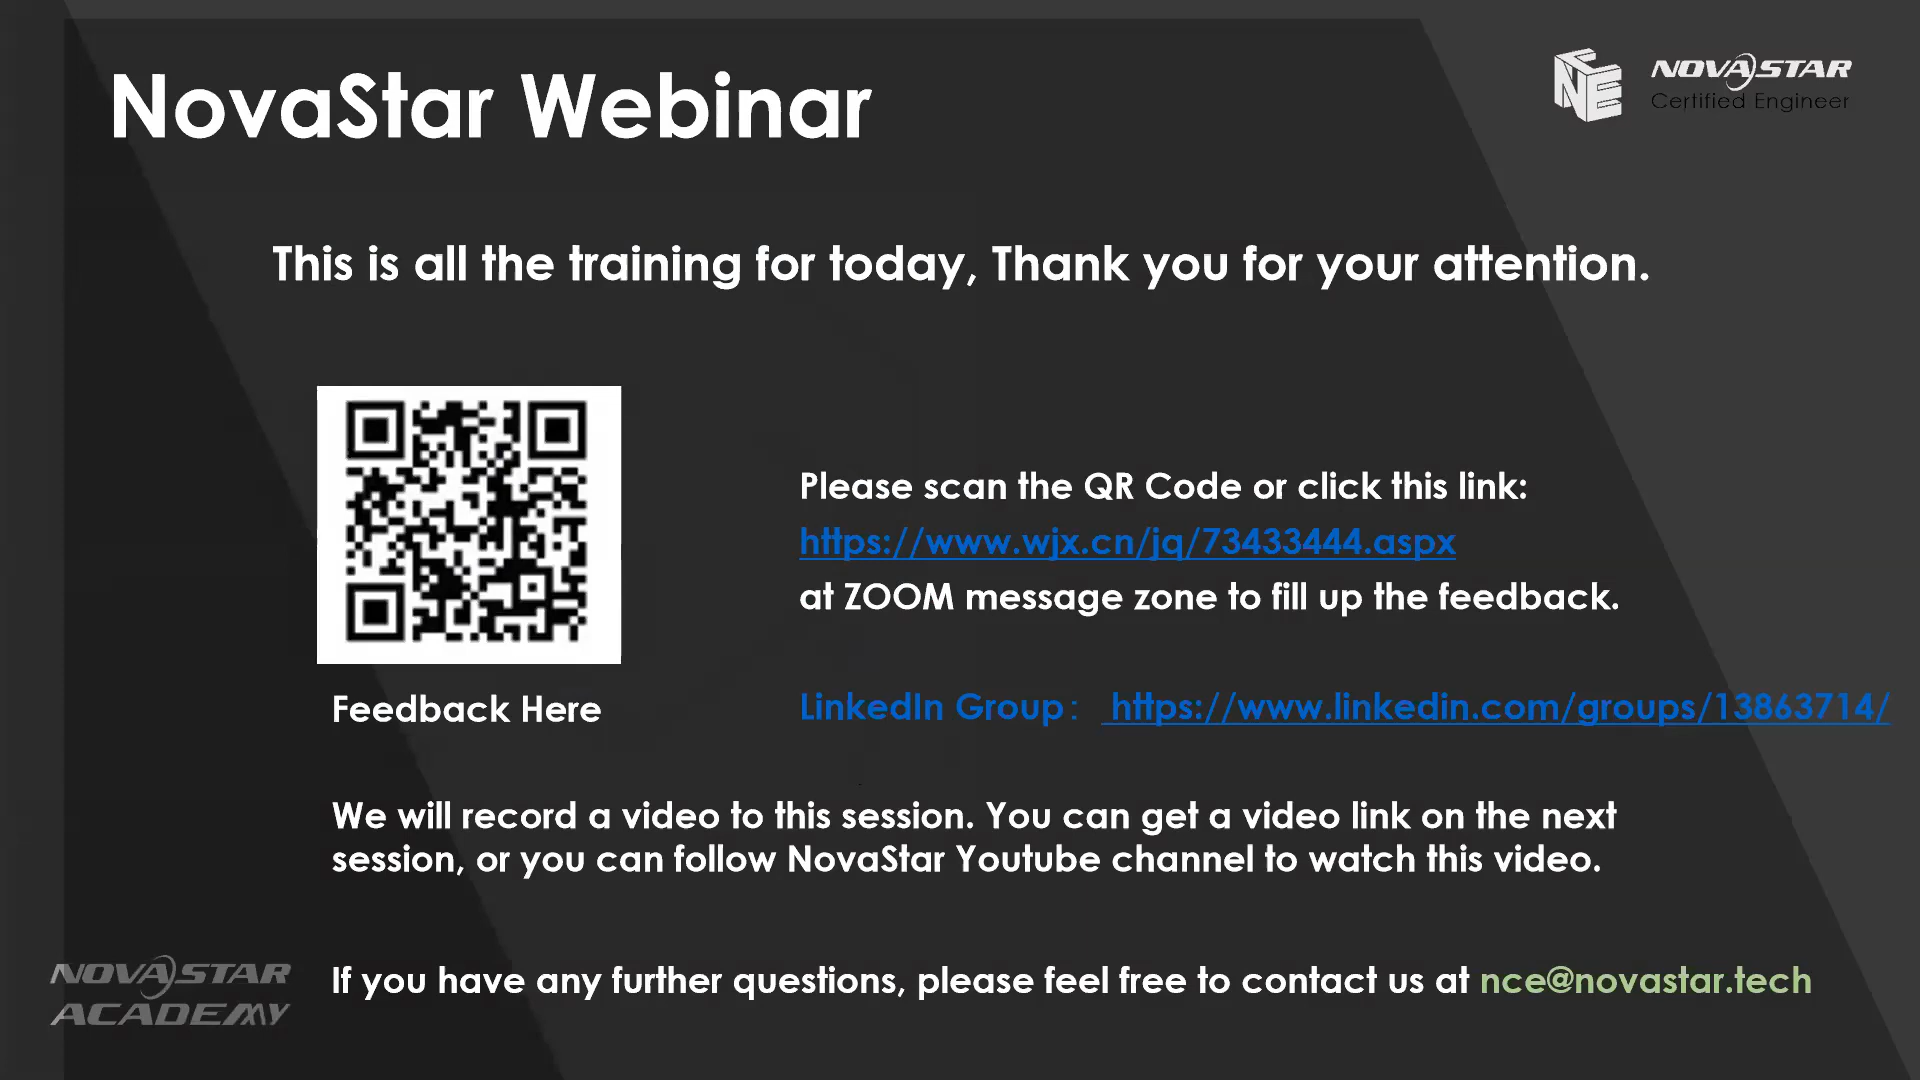 NovaStar Webinar
NCE
NOVASTAR
Certified Engineer
This is all the training for today, Thank you for your attention.
Please scan the QR Code or click this link:
https://www.wjx.cn/jq/73433444.aspx
at ZOOM message zone to fill up the feedback.
Feedback Here
LinkedIn Group： https://www.linkedin.com/groups/13863714/
We will record a video to this session. You can get a video link on the next
session, or you can follow NovaStar Youtube channel to watch this video.
NOVASTAR
ACADEMY
If you have any further questions, please feel free to contact us at nce@novastar.tech